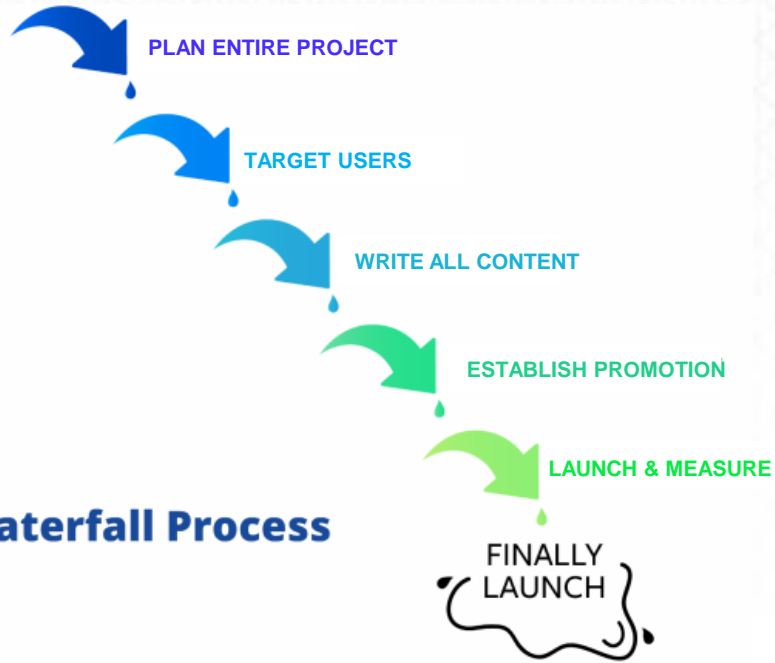 PLAN ENTIRE PROJECT
TARGET USERS
WRITE ALL CONTENT
ESTABLISH PROMOTION
LAUNCH & MEASURE
aterfall Process
FINALLY
LAUNCH